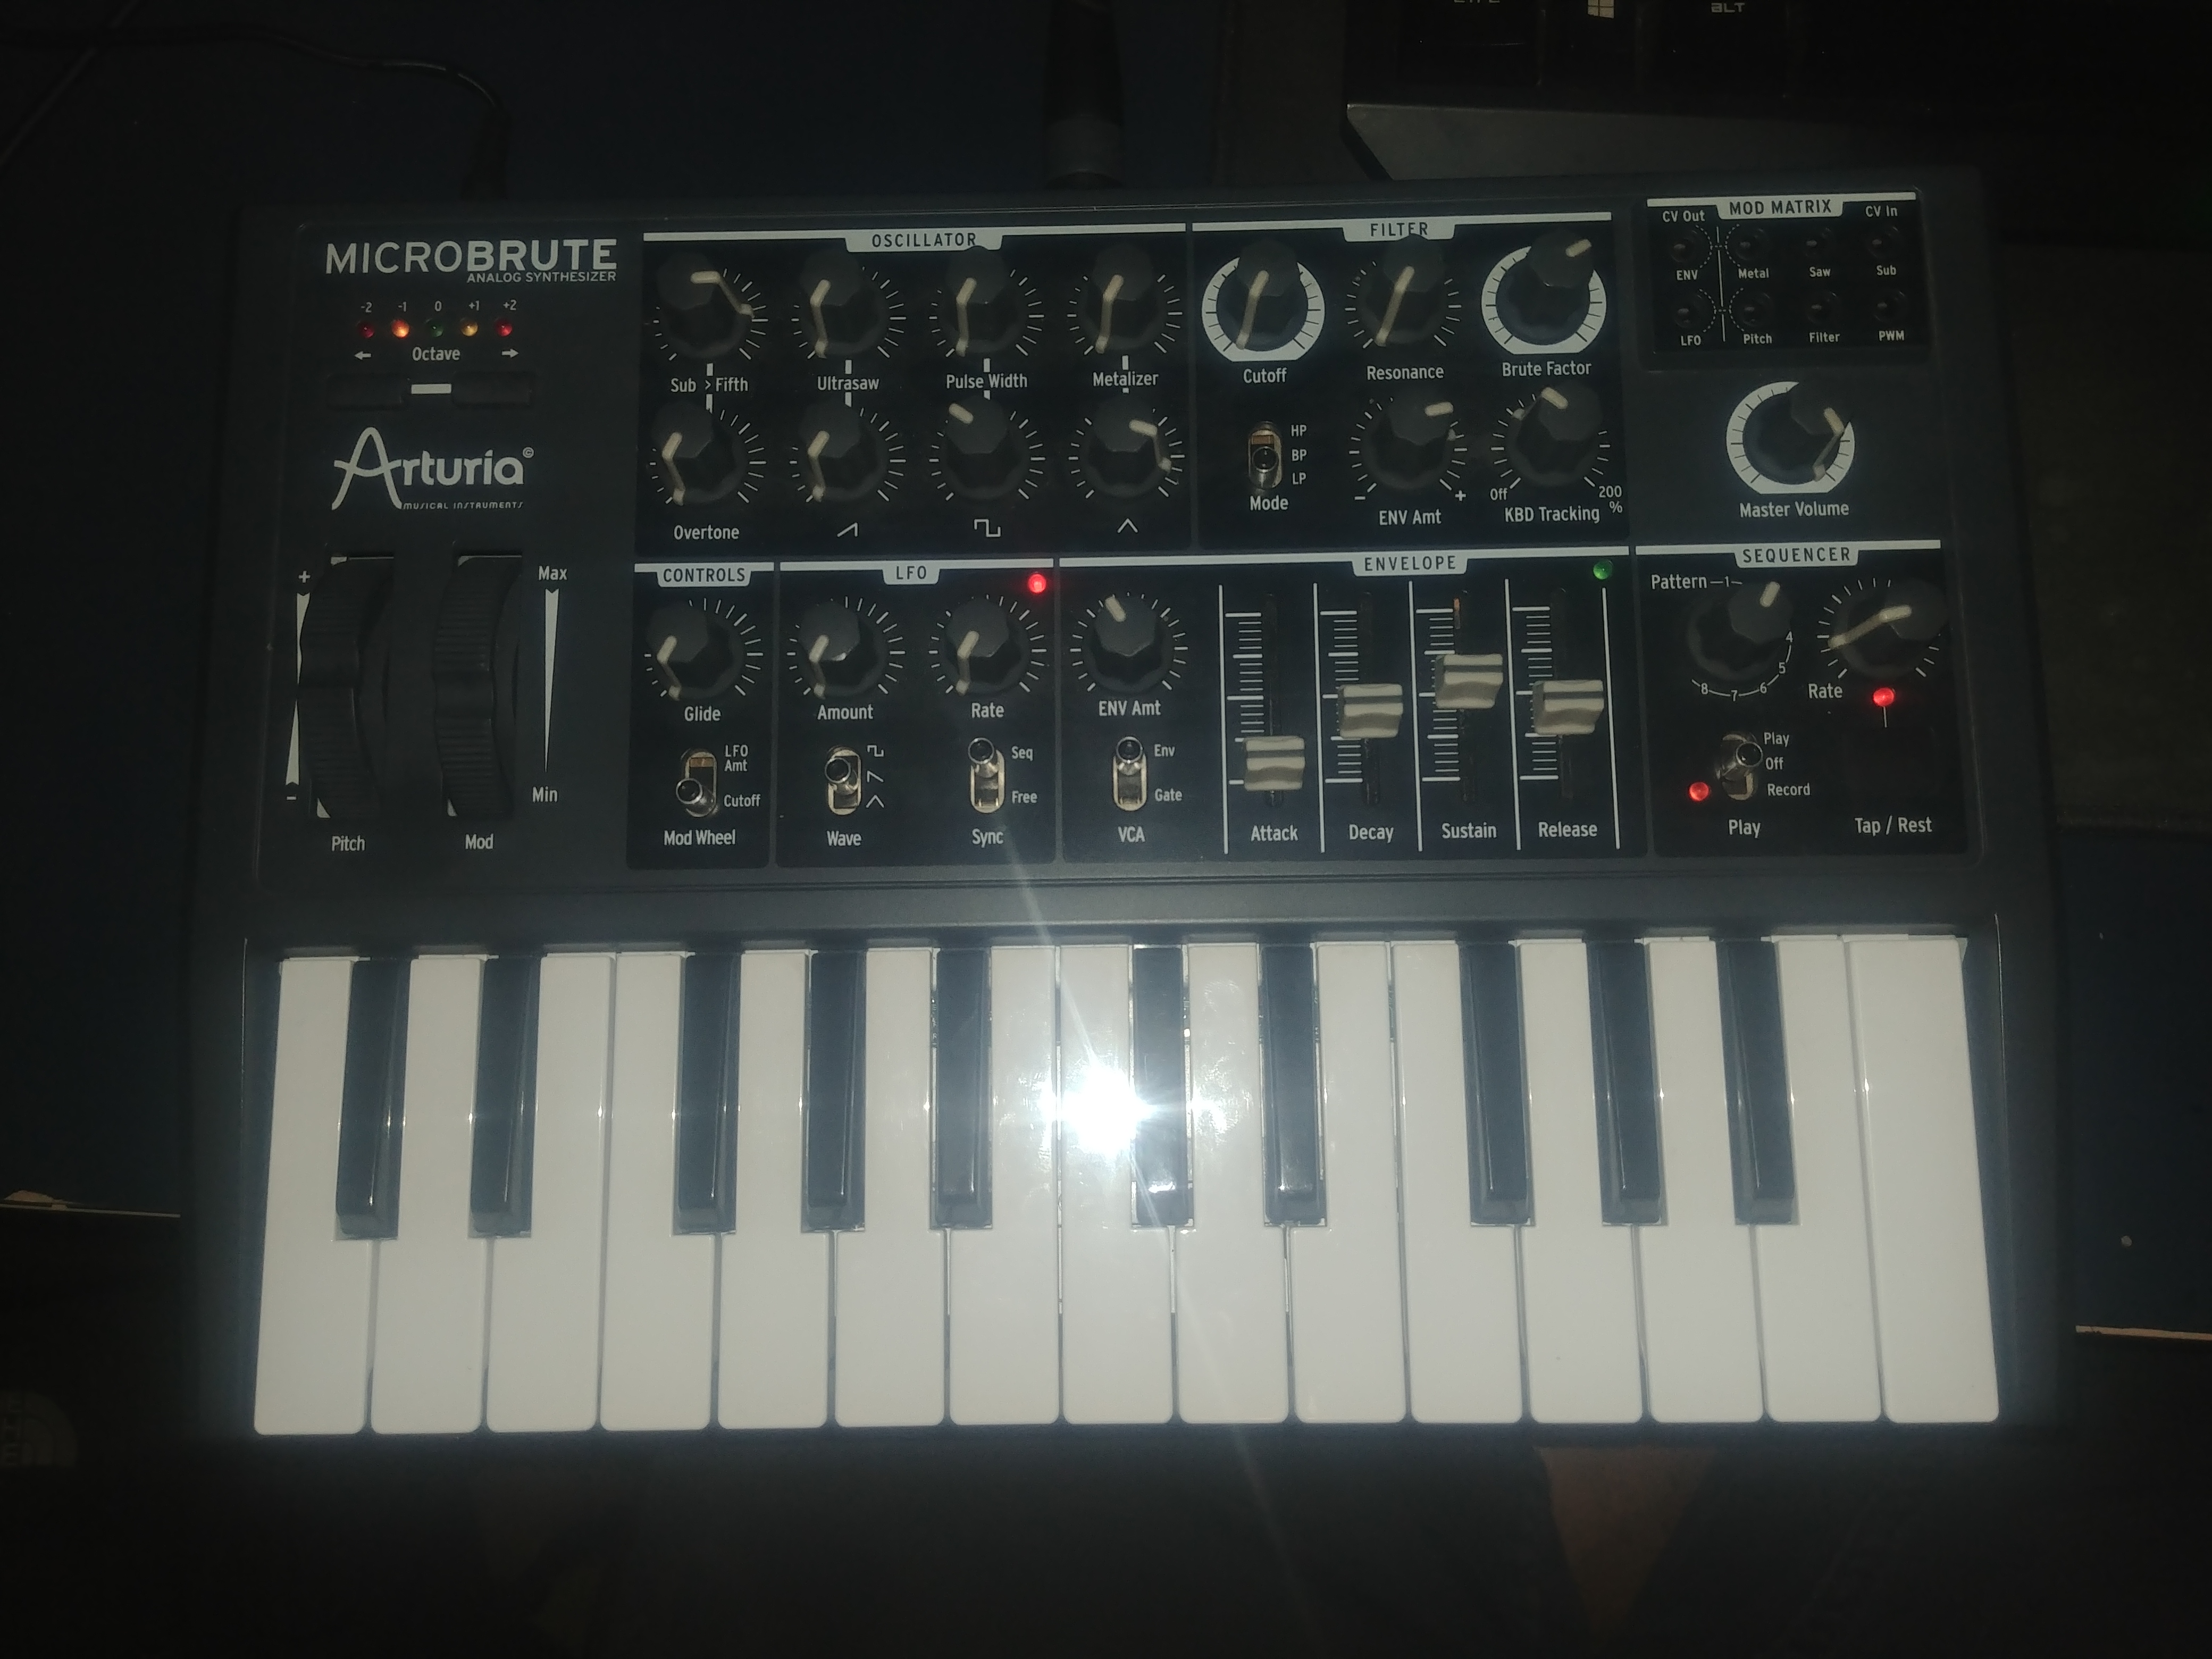 ALT
MICROBRUTE
ANALOG SYNTHESIZER
-2 -1 0 +1 +2
Octave
Arturia©
MUSICAL INSTRUMENTS
+
-
Pitch
Mod
Max
Min
OSCILLATOR
Sub > Fifth
Ultrasaw
Pulse Width
Metalizer
Overtone
FILTER
Cutoff
Resonance
Brute Factor
HP
BP
LP
Mode
- +
ENV Amt
Off 200
%
KBD Tracking
MOD MATRIX
CV Out
CV In
ENV
Metal
Saw
Sub
LFO
Pitch
Filter
PWM
Master Volume
CONTROLS
Glide
LFO
Amt
Cutoff
Mod Wheel
LFO
Amount
Rate
Wave
Seq
Free
Sync
ENVELOPE
ENV Amt
Env
Gate
VCA
Attack
Decay
Sustain
Release
SEQUENCER
Pattern 1
4
5
6
7
8
Rate
Play
Off
Record
Play
Tap / Rest